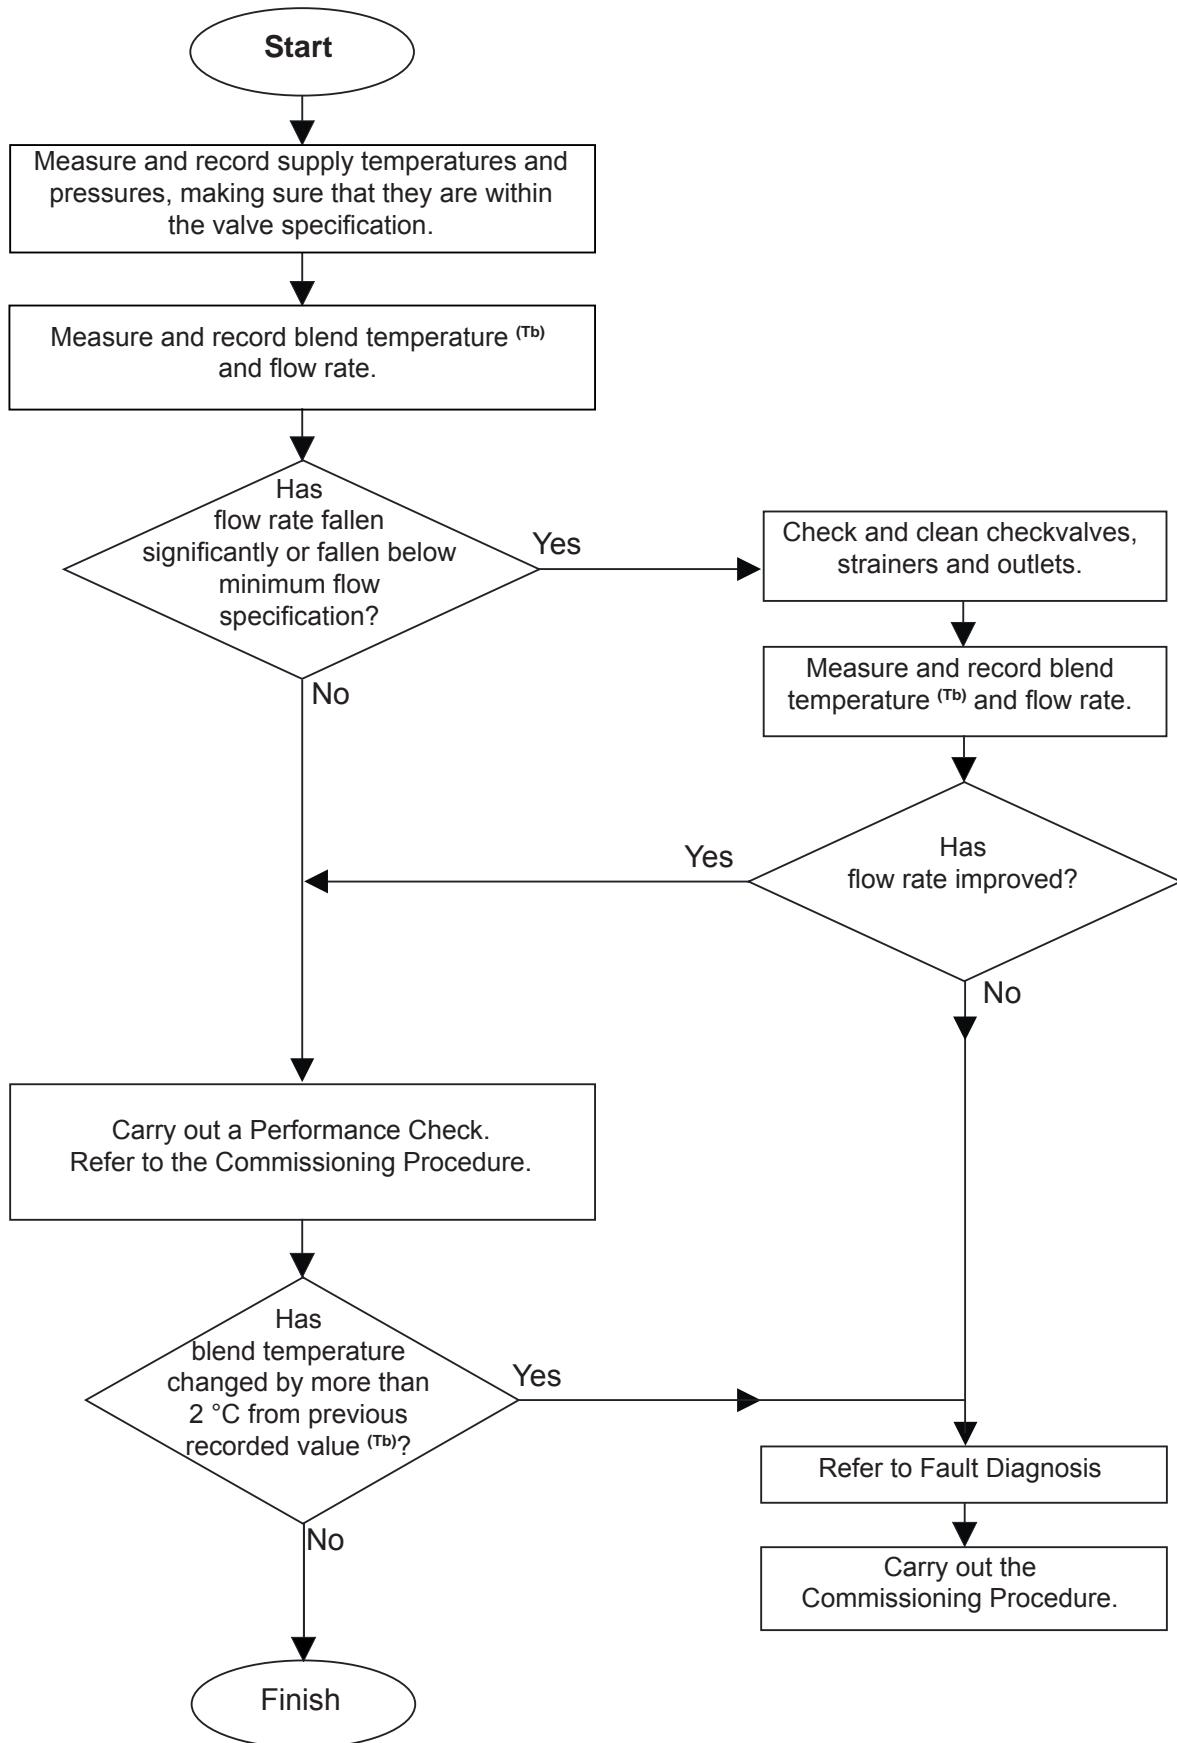 Start
Measure and record supply temperatures and
pressures, making sure that they are within
the valve specification.
Measure and record blend temperature (Tb)
and flow rate.
Has
flow rate fallen
significantly or fallen below
minimum flow
specification?
Yes
No
Check and clean checkvalves,
strainers and outlets.
Measure and record blend
temperature (Tb) and flow rate.
Has
flow rate improved?
Yes
No
Carry out a Performance Check.
Refer to the Commissioning Procedure.
Has
blend temperature
changed by more than
2 °C from previous
recorded value (Tb)?
Yes
No
Refer to Fault Diagnosis
Carry out the
Commissioning Procedure.
Finish